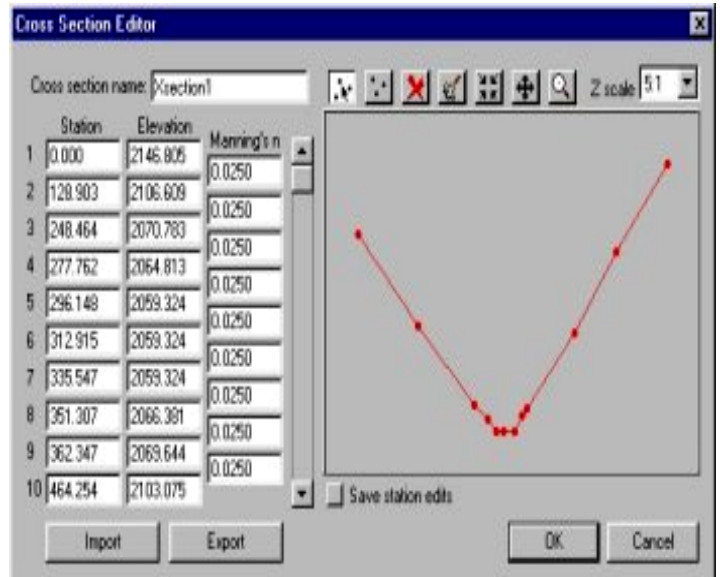 Cross Section Editor
Cross section name: Xsection1
Z scale 5:1
Station Elevation Manning's n
1 0.000 2146.805
0.0250
2 128.903 2106.609
0.0250
3 248.464 2070.783
0.0250
4 277.762 2064.813
0.0250
5 296.148 2059.324
0.0250
6 312.915 2059.324
0.0250
7 335.547 2059.324
0.0250
8 351.307 2066.381
0.0250
9 362.347 2069.644
0.0250
10 464.254 2103.075
Save station edits
Import Export OK Cancel